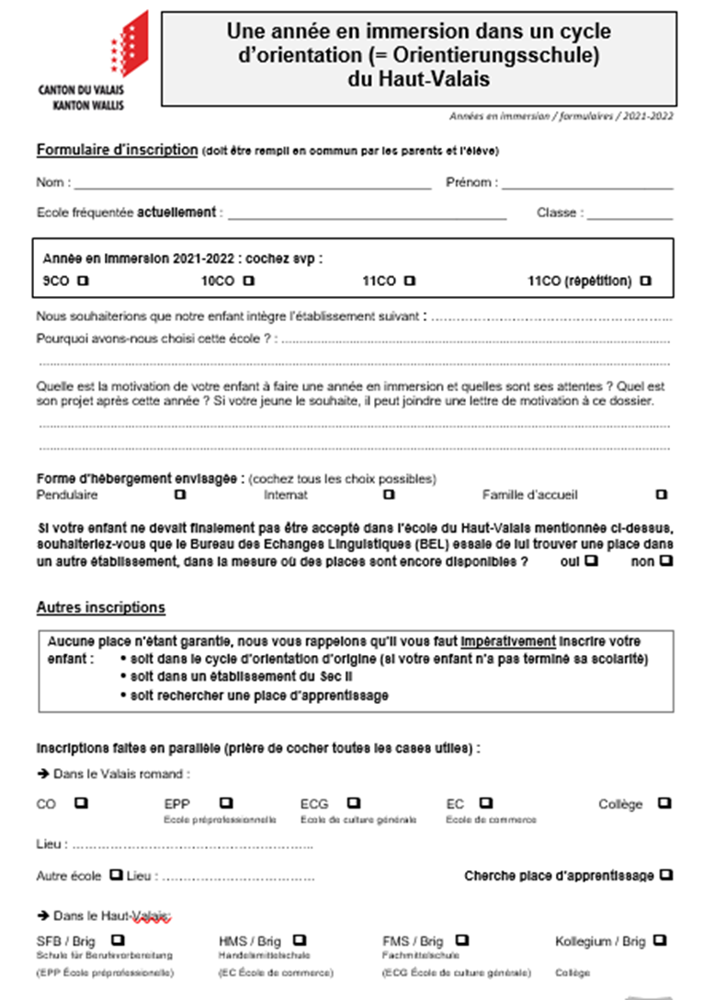 Une année en immersion dans un cycle
d'orientation (= Orientierungsschule)
du Haut-Valais
CANTON DU VALAIS
KANTON WALLIS
Années en immersion / formulaires / 2021-2022
Formulaire d'inscription (doit être rempli en commun par les parents et l'élève)
Nom : ________ Prénom : ________
Ecole fréquentée actuellement : ________ Classe : ________
Année en immersion 2021-2022 : cochez svp :
9CO ❑ 10CO ❑ 11CO ❑ 11CO (répétition) ❑
Nous souhaiterions que notre enfant intègre l'établissement suivant : ........................
Pourquoi avons-nous choisi cette école ? : ........................
........................
Quelle est la motivation de votre enfant à faire une année en immersion et quelles sont ses attentes ? Quel est
son projet après cette année ? Si votre jeune le souhaite, il peut joindre une lettre de motivation à ce dossier.
........................
........................
Forme d'hébergement envisagée : (cochez tous les choix possibles)
Pendulaire ❑ Internat ❑ Famille d'accueil ❑
Si votre enfant ne devait finalement pas être accepté dans l'école du Haut-Valais mentionnée ci-dessus,
souhaiteriez-vous que le Bureau des Echanges Linguistiques (BEL) essaie de lui trouver une place dans
un autre établissement, dans la mesure où des places sont encore disponibles ? oui ❑ non ❑
Autres inscriptions
Aucune place n'étant garantie, nous vous rappelons qu'il vous faut impérativement inscrire votre
enfant : • soit dans le cycle d'orientation d'origine (si votre enfant n'a pas terminé sa scolarité)
• soit dans un établissement du Sec II
• soit rechercher une place d'apprentissage
Inscriptions faites en parallèle (prière de cocher toutes les cases utiles) :
➔ Dans le Valais romand :
CO ❑ EPP ❑ ECG ❑ EC ❑ Collège ❑
École préprofessionnelle Ecole de culture générale Ecole de commerce
Lieu : ........................
Autre école ❑ Lieu : ........................ Cherche place d'apprentissage ❑
➔ Dans le Haut-Valais:
SFB / Brig ❑ HMS / Brig ❑ FMS / Brig ❑ Kollegium / Brig ❑
Schule für Berufsvorbereitung Handelsmittelschule Fachmittelschule
(EPP École préprofessionelle) (EC École de commerce) (ECG École de culture générale) Collège